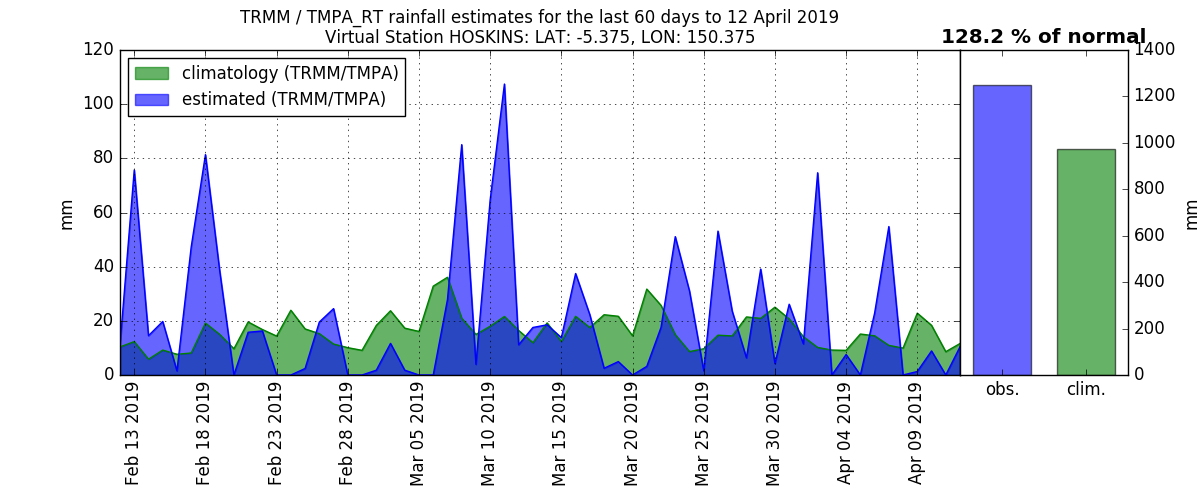 TRMM / TMPA_RT rainfall estimates for the last 60 days to 12 April 2019
Virtual Station HOSKINS: LAT: -5.375, LON: 150.375
128.2 % of normal
climatology (TRMM/TMPA)
estimated (TRMM/TMPA)
mm
120
100
80
60
40
20
0
Feb 13 2019
Feb 18 2019
Feb 23 2019
Feb 28 2019
Mar 05 2019
Mar 10 2019
Mar 15 2019
Mar 20 2019
Mar 25 2019
Mar 30 2019
Apr 04 2019
Apr 09 2019
obs.
clim.
1400
1200
1000
800
600
400
200
0
mm